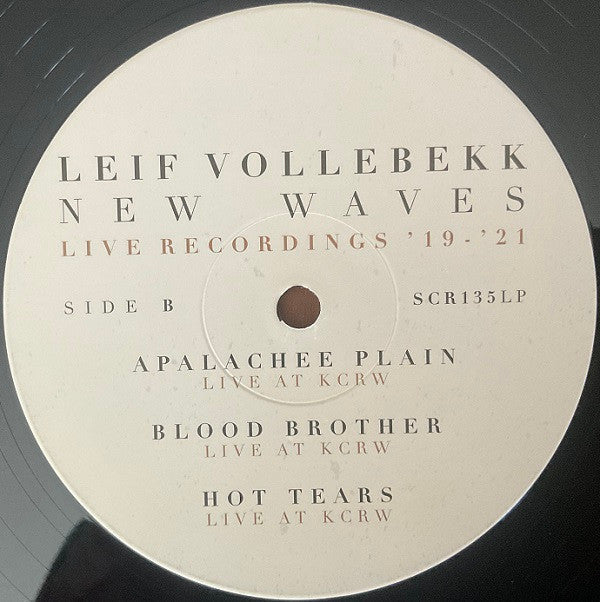 LEIF VOLLEBEKK
NEW WAVES
LIVE RECORDINGS ’19-’21
SIDE B
SCR135LP
APALACHEE PLAIN
LIVE AT KCRW
BLOOD BROTHER
LIVE AT KCRW
HOT TEARS
LIVE AT KCRW